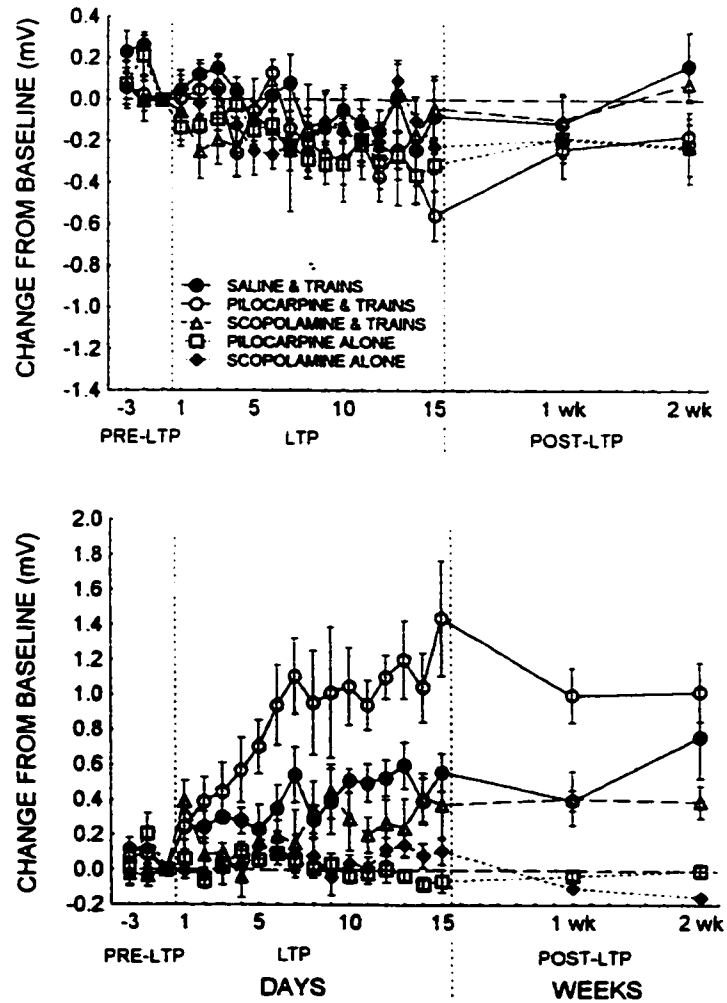 CHANGE FROM BASELINE (mV)
0.4
0.2
0.0
-0.2
-0.4
-0.6
-0.8
-1.0
-1.2
-1.4
SALINE & TRAINS
PILOCARPINE & TRAINS
SCOPOLAMINE & TRAINS
PILOCARPINE ALONE
SCOPOLAMINE ALONE
-3 1 5 10 15 1 wk 2 wk
PRE-LTP LTP POST-LTP
CHANGE FROM BASELINE (mV)
2.0
1.8
1.6
1.4
1.2
1.0
0.8
0.6
0.4
0.2
0.0
-0.2
-3 1 5 10 15 1 wk 2 wk
PRE-LTP LTP POST-LTP
DAYS WEEKS